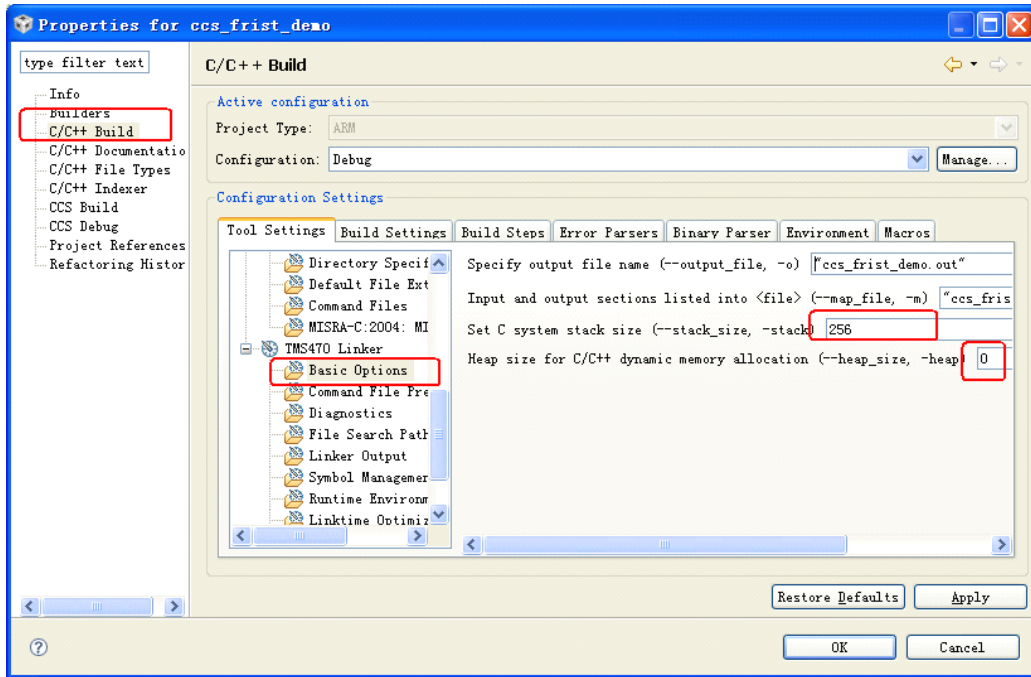 Properties for ccs_frist_demo
type filter text
C/C++ Build
Info
Builders
C/C++ Build
C/C++ Documentatio
C/C++ File Types
C/C++ Indexer
CCS Build
CCS Debug
Project References
Refactoring Histor
Active configuration
Project Type: ARM
Configuration: Debug Manage...
Configuration Settings
Tool Settings Build Settings Build Steps Error Parsers Binary Parser Environment Macros
Directory Specif
Default File Ext
Command Files
MISRA-C:2004: MI
TMS470 Linker
Basic Options
Command File Pre
Diagnostics
File Search Path
Linker Output
Symbol Managemer
Runtime Environm
Linktime Optimiz
Specify output file name (--output_file, -o) "ccs_frist_demo.out"
Input and output sections listed into <file> (--map_file, -m) "ccs_fris
Set C system stack size (--stack_size, -stack) 256
Heap size for C/C++ dynamic memory allocation (--heap_size, -heap) 0
Restore Defaults Apply
OK Cancel